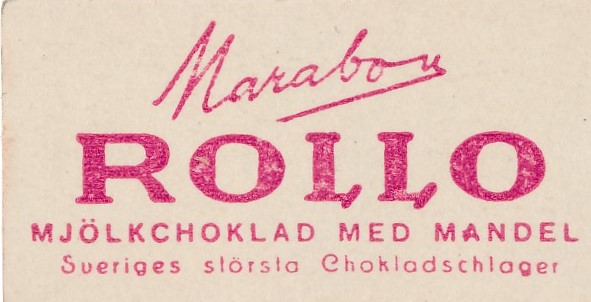 Marabou
ROLLO
MJÖLKCHOKLAD MED MANDEL
Sveriges största Chokladschlager